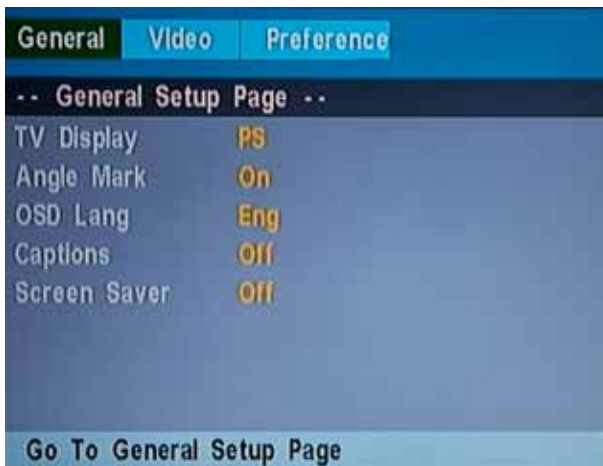 General Video Preference
-- General Setup Page --
TV Display PS
Angle Mark On
OSD Lang Eng
Captions Off
Screen Saver Off
Go To General Setup Page